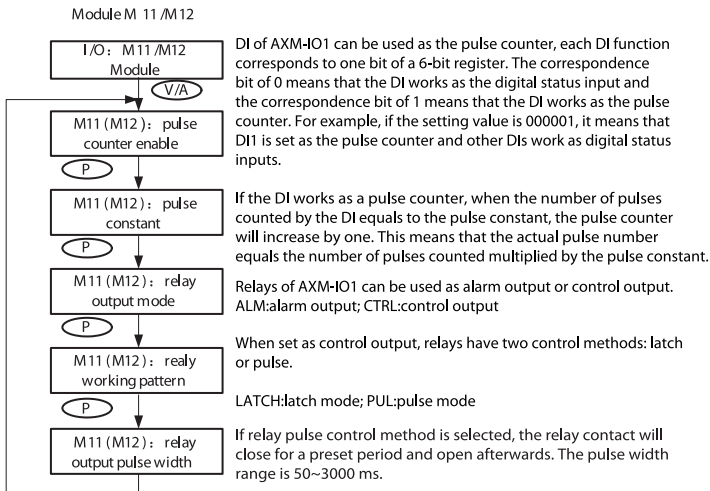 Module M 11 /M12
I /O： M11 /M12
Module
V/A
M11 (M12)： pulse
counter enable
P
M11 (M12)： pulse
constant
P
M11 (M12)： relay
output mode
P
M11 (M12)： realy
working pattern
P
M11 (M12)： relay
output pulse width
DI of AXM-IO1 can be used as the pulse counter, each DI function
corresponds to one bit of a 6-bit register. The correspondence
bit of 0 means that the DI works as the digital status input and
the correspondence bit of 1 means that the DI works as the pulse
counter. For example, if the setting value is 000001, it means that
DI1 is set as the pulse counter and other DIs work as digital status
inputs.
If the DI works as a pulse counter, when the number of pulses
counted by the DI equals to the pulse constant, the pulse counter
will increase by one. This means that the actual pulse number
equals the number of pulses counted multiplied by the pulse constant.
Relays of AXM-IO1 can be used as alarm output or control output.
ALM:alarm output; CTRL:control output
When set as control output, relays have two control methods: latch
or pulse.
LATCH:latch mode; PUL:pulse mode
If relay pulse control method is selected, the relay contact will
close for a preset period and open afterwards. The pulse width
range is 50~3000 ms.